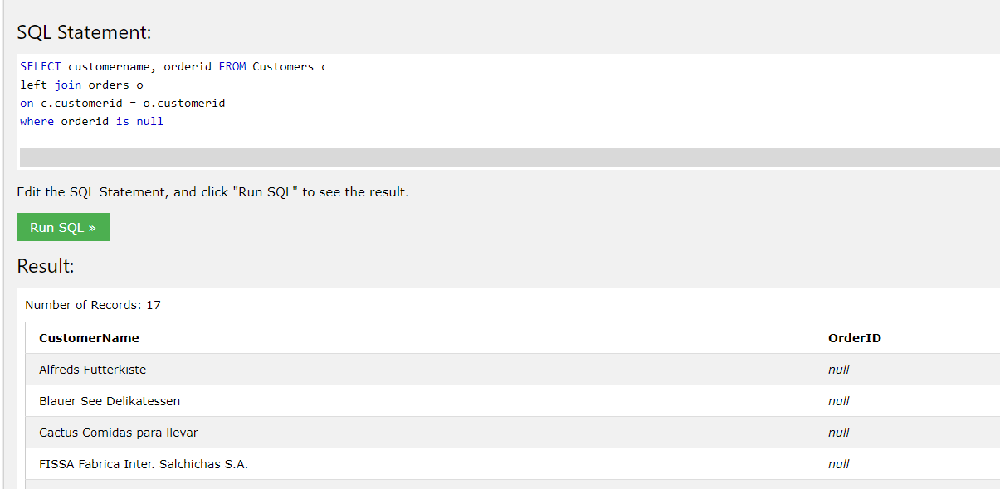 SQL Statement:
SELECT customername, orderid FROM Customers c
left join orders o
on c.customerid = o.customerid
where orderid is null
Edit the SQL Statement, and click "Run SQL" to see the result.
Run SQL »
Result:
Number of Records: 17
CustomerName OrderID
Alfreds Futterkiste null
Blauer See Delikatessen null
Cactus Comidas para llevar null
FISSA Fabrica Inter. Salchichas S.A. null